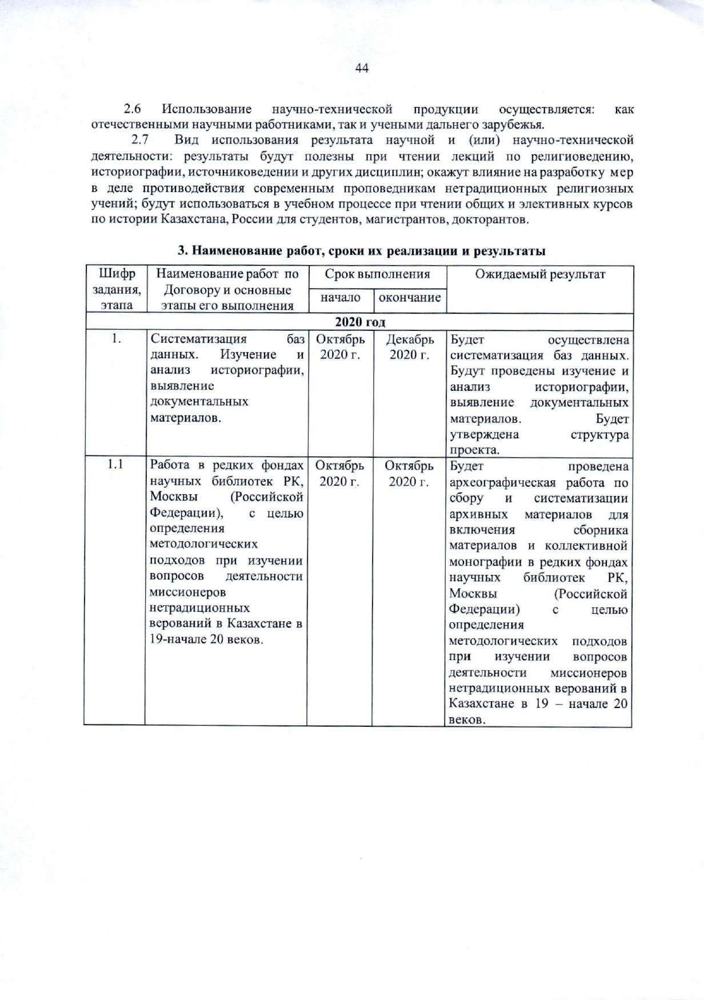 44
2.6 Использование научно-технической продукции осуществляется: как
отечественными научными работниками, так и учеными дальнего зарубежья.
2.7 Вид использования результата научной и (или) научно-технической
деятельности: результаты будут полезны при чтении лекций по религиоведению,
историографии, источниковедении и других дисциплин; окажут влияние на разработку мер
в деле противодействия современным проповедникам нетрадиционных религиозных
учений; будут использоваться в учебном процессе при чтении общих и элективных курсов
по истории Казахстана, России для студентов, магистрантов, докторантов.
3. Наименование работ, сроки их реализации и результаты
Шифр
задания,
этапа
Наименование работ по
Договору и основные
этапы его выполнения
Срок выполнения
начало
окончание
Ожидаемый результат
2020 год
1.
Систематизация баз
данных. Изучение и
анализ историографии,
выявление
документальных
материалов.
Октябрь
2020 г.
Декабрь
2020 г.
Будет осуществлена
систематизация баз данных.
Будут проведены изучение и
анализ историографии,
выявление документальных
материалов. Будет
утверждена структура
проекта.
1.1
Работа в редких фондах
научных библиотек РК,
Москвы (Российской
Федерации), с целью
определения
методологических
подходов при изучении
вопросов деятельности
миссионеров
нетрадиционных
верований в Казахстане в
19-начале 20 веков.
Октябрь
2020 г.
Октябрь
2020 г.
Будет проведена
археографическая работа по
сбору и систематизации
архивных материалов для
включения сборника
материалов и коллективной
монографии в редких фондах
научных библиотек РК,
Москвы (Российской
Федерации) с целью
определения
методологических подходов
при изучении вопросов
деятельности миссионеров
нетрадиционных верований в
Казахстане в 19 – начале 20
веков.